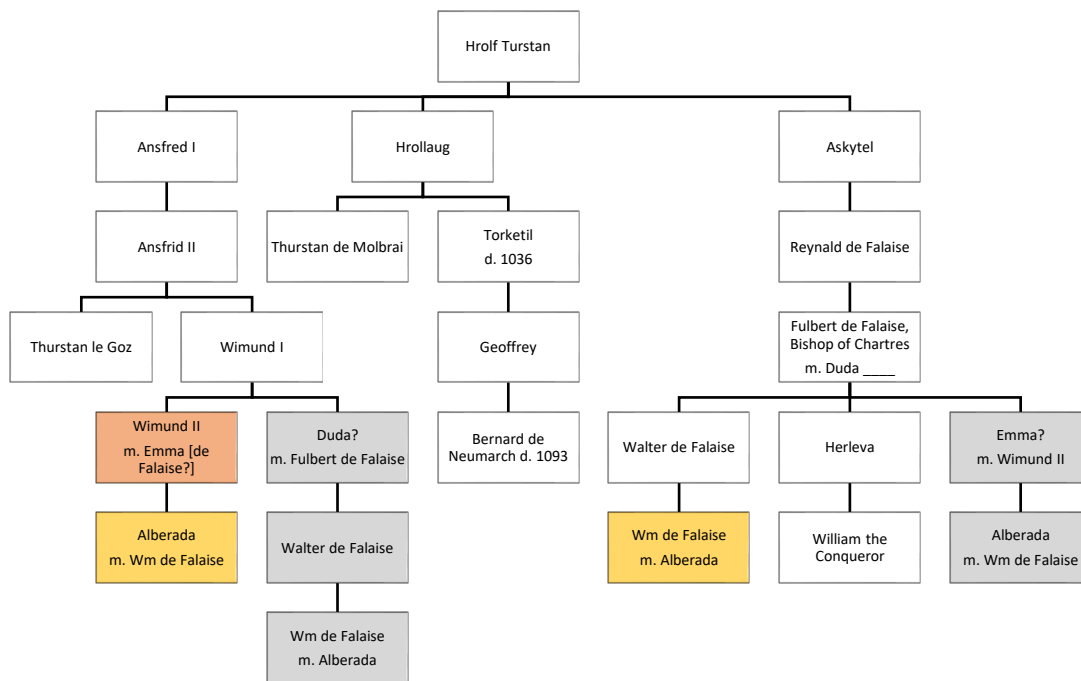 Hrolf Turstan
Ansfred I
Hrollaug
Askytel
Ansfrid II
Thurstan de Molbrai
Torketil
d. 1036
Reynald de Falaise
Thurstan le Goz
Wimund I
Geoffrey
Fulbert de Falaise,
Bishop of Chartres
m. Duda ____
Wimund II
m. Emma [de
Falaise?]
Duda?
m. Fulbert de Falaise
Bernard de
Neumarch d. 1093
Walter de Falaise
Herleva
Emma?
m. Wimund II
Alberada
m. Wm de Falaise
Walter de Falaise
Wm de Falaise
m. Alberada
William the
Conqueror
Alberada
m. Wm de Falaise
Wm de Falaise
m. Alberada